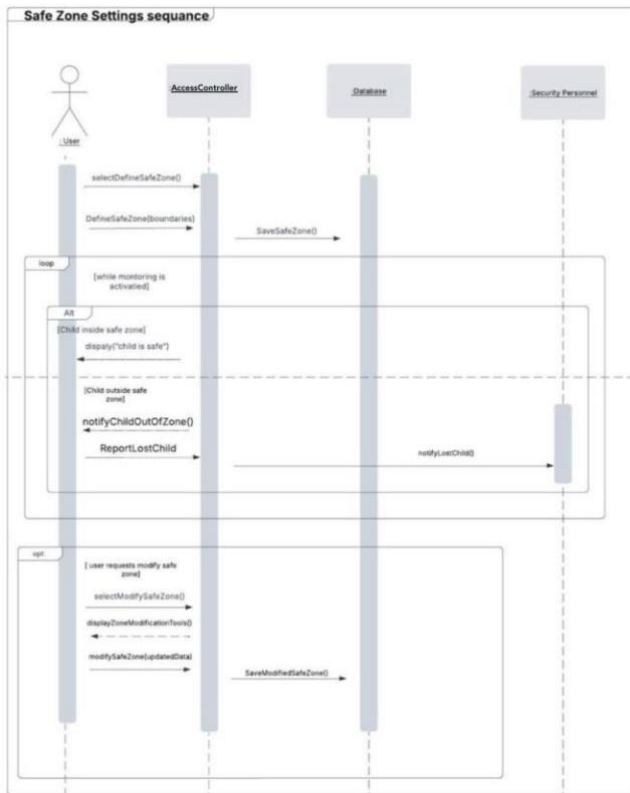 Safe Zone Settings sequance
: User
AccessController
:Database
:Security Personnel
selectDefineSafeZone()
DefineSafeZone(boundaries)
SaveSafeZone()
loop
[while montoring is
activatied]
Alt
[Child inside safe zone]
dispaly("child is safe")
[Child outside safe
zone]
notifyChildOutOfZone()
ReportLostChild
notifyLostChild()
opt
[ user requests modify safe
zone]
selectModifySafeZone()
displayZoneModificationTools()
modifySafeZone(updatedData)
SaveModifiedSafeZone()